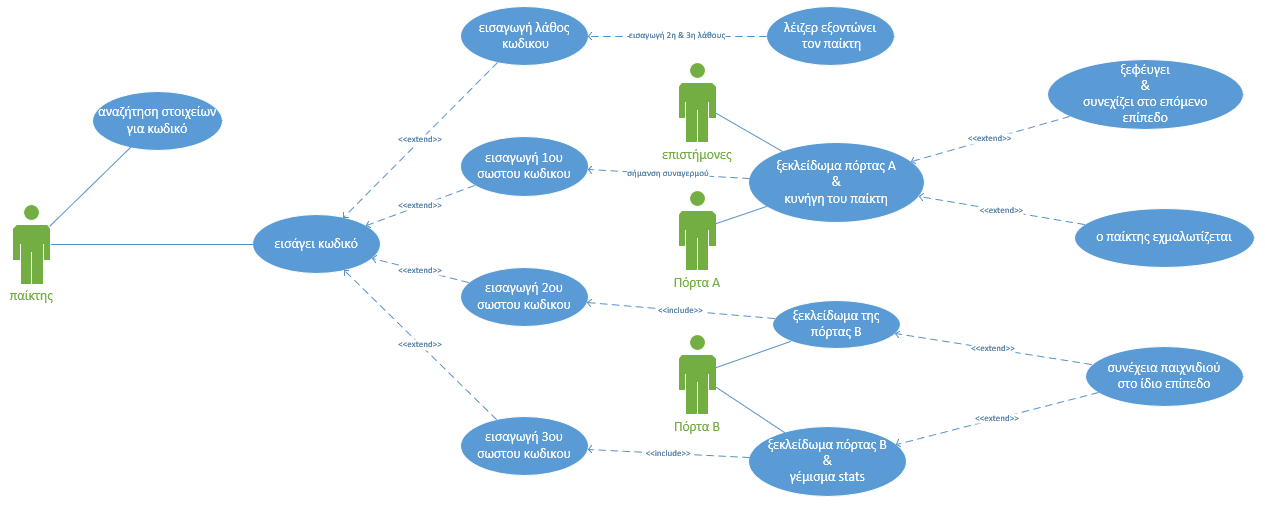 εισαγωγή λάθος
κωδικου
εισαγωγή 2η & 3η λάθους
λέιζερ εξοντώνει
τον παίκτη
επιστήμονες
ξεφέυγει
&
συνεχίζει στο επόμενο
επίπεδο
αναζήτηση στοιχείων
για κωδικό
<<extend>>
<<extend>>
εισαγωγή 1ου
σωστου κωδικου
σήμανση συναγερμού
ξεκλείδωμα πόρτας Α
&
κυνήγη του παίκτη
<<extend>>
<<extend>>
ο παίκτης εχμαλωτίζεται
Πόρτα Α
παίκτης
εισάγει κωδικό
<<extend>>
εισαγωγή 2ου
σωστου κωδικου
<<include>>
ξεκλείδωμα της
πόρτας Β
<<extend>>
<<extend>>
συνέχεια παιχνιδιού
στο ίδιο επίπεδο
<<extend>>
Πόρτα Β
εισαγωγή 3ου
σωστου κωδικου
<<include>>
ξεκλείδωμα πόρτας Β
&
γέμισμα stats